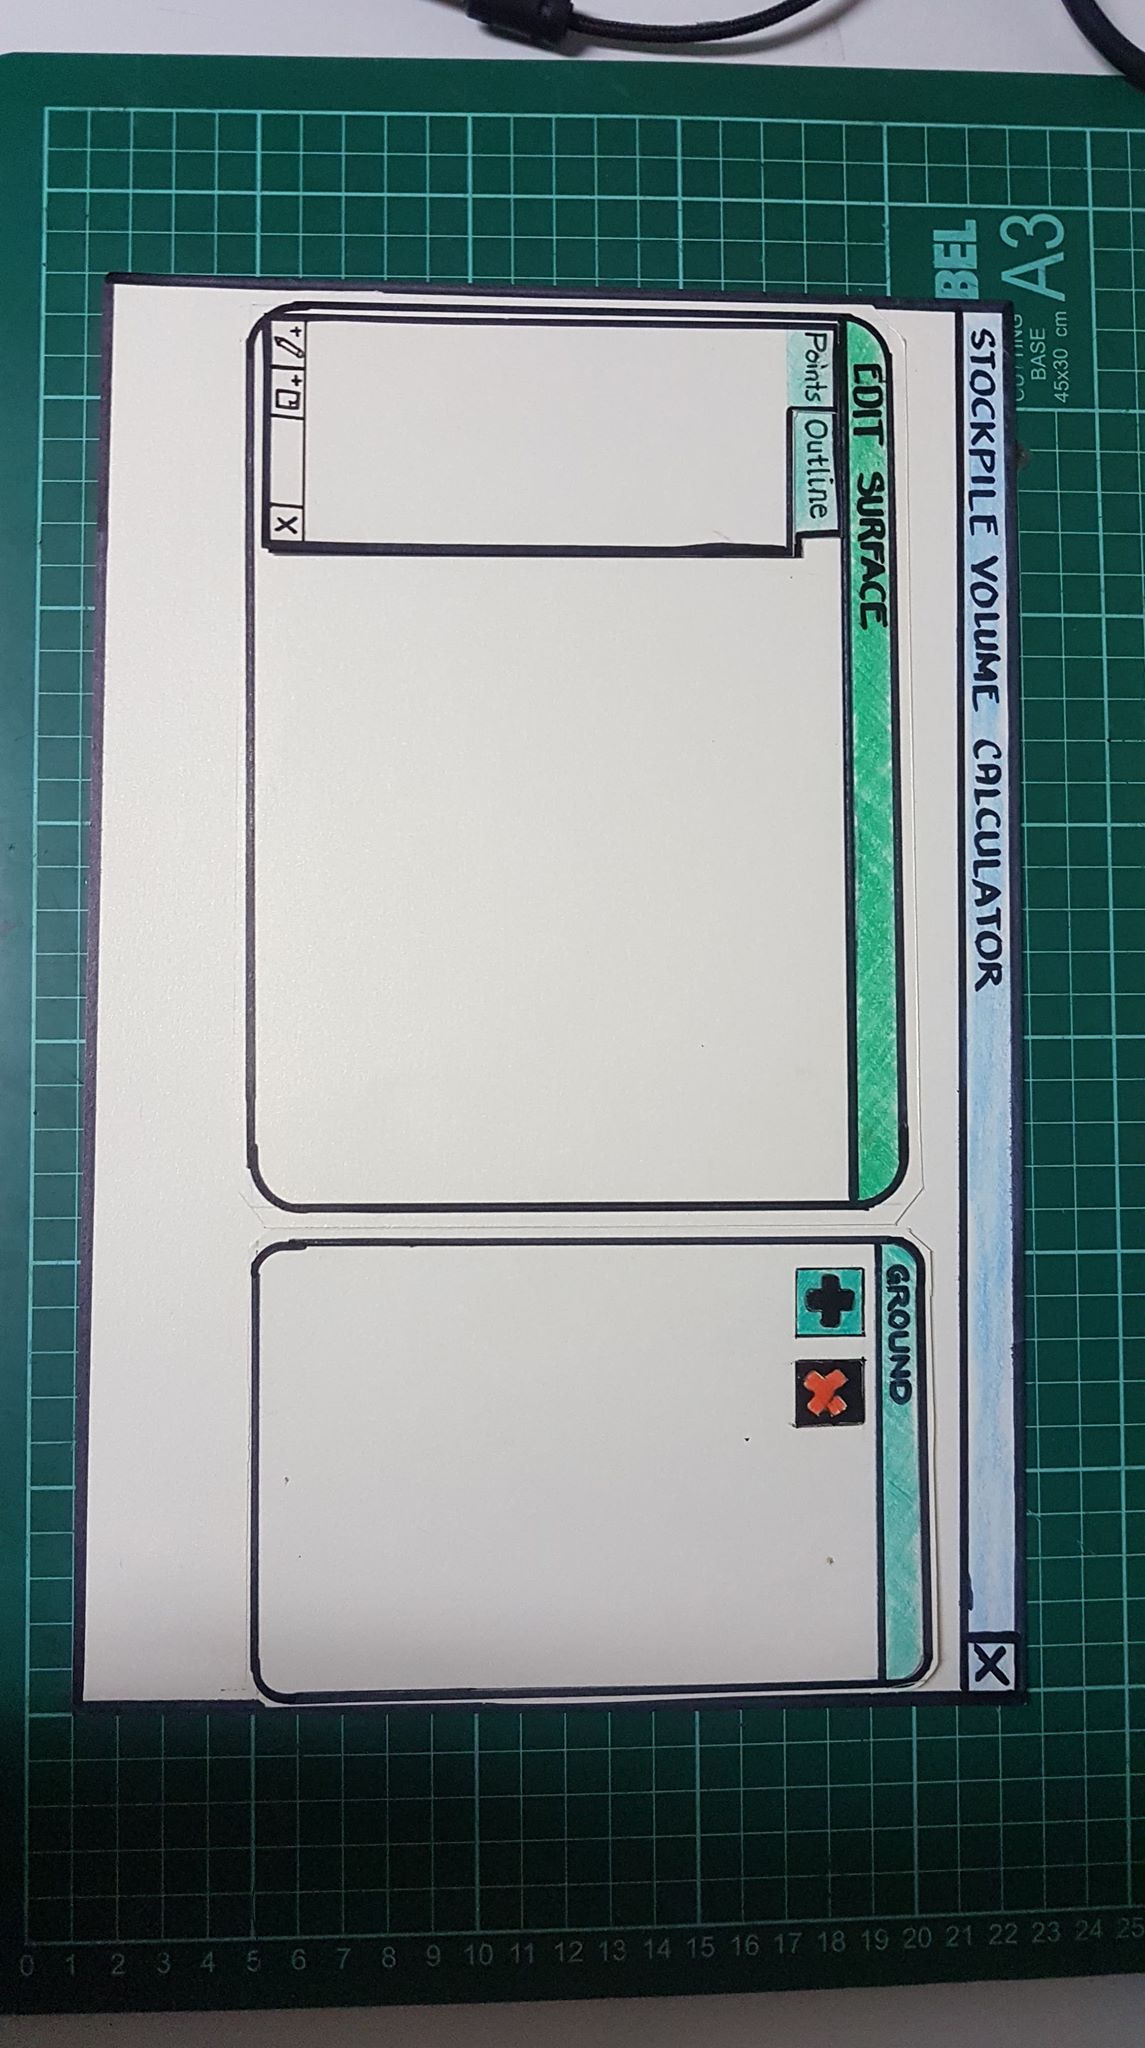 STOCKPILE VOLUME CALCULATOR X
EDIT SURFACE
Points Outline
+ + X
GROUND
BEL A3
BASE
45x30 cm
0 1 2 3 4 5 6 7 8 9 10 11 12 13 14 15 16 17 18 19 20 21 22 23 24 25